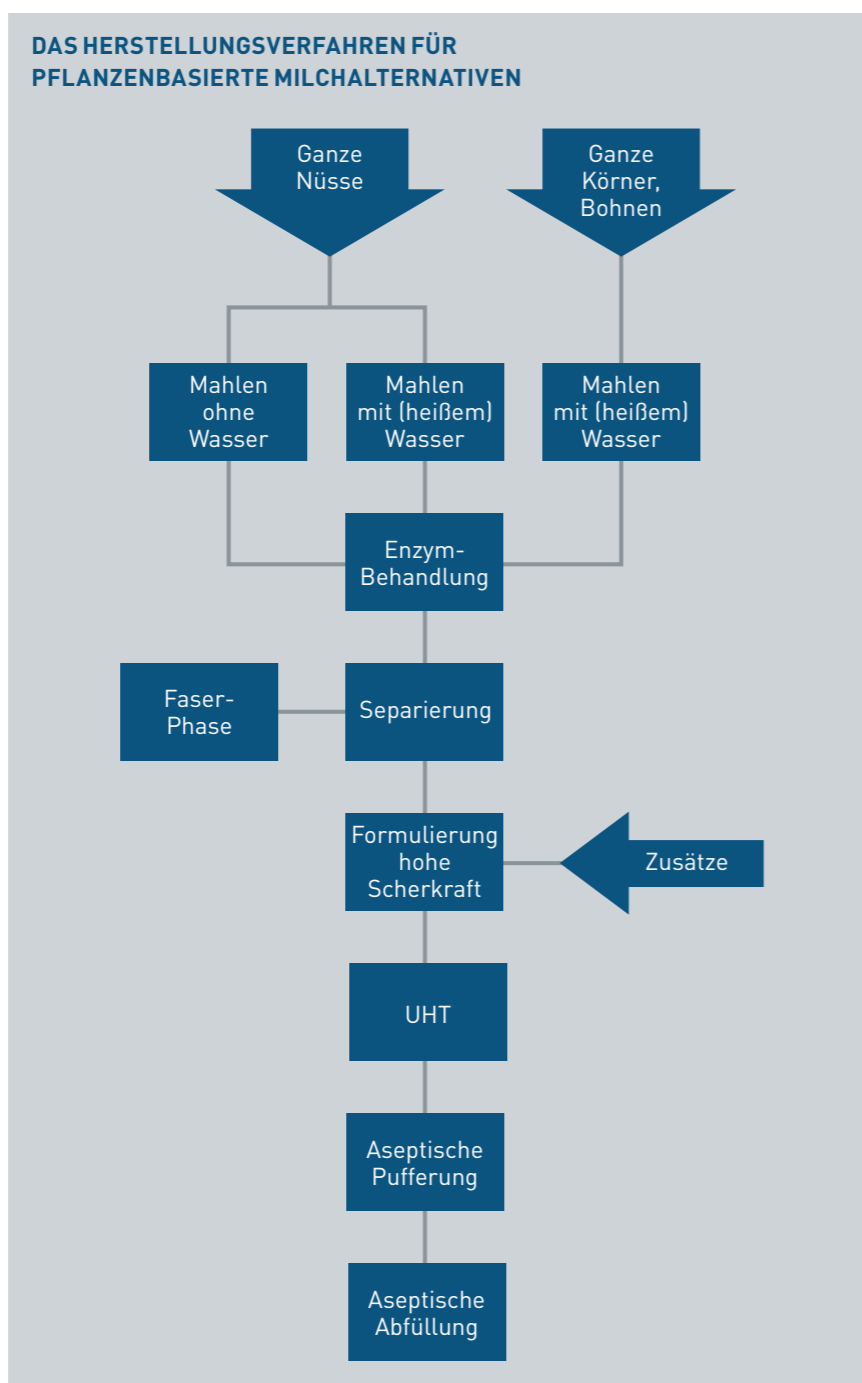 DAS HERSTELLUNGSVERFAHREN FÜR
PFLANZENBASIERTE MILCHALTERNATIVEN
Ganze
Nüsse
Ganze
Körner,
Bohnen
Mahlen
ohne
Wasser
Mahlen
mit (heißem)
Wasser
Mahlen
mit (heißem)
Wasser
Enzym-
Behandlung
Faser-
Phase
Separierung
Formulierung
hohe
Scherkraft
Zusätze
UHT
Aseptische
Pufferung
Aseptische
Abfüllung